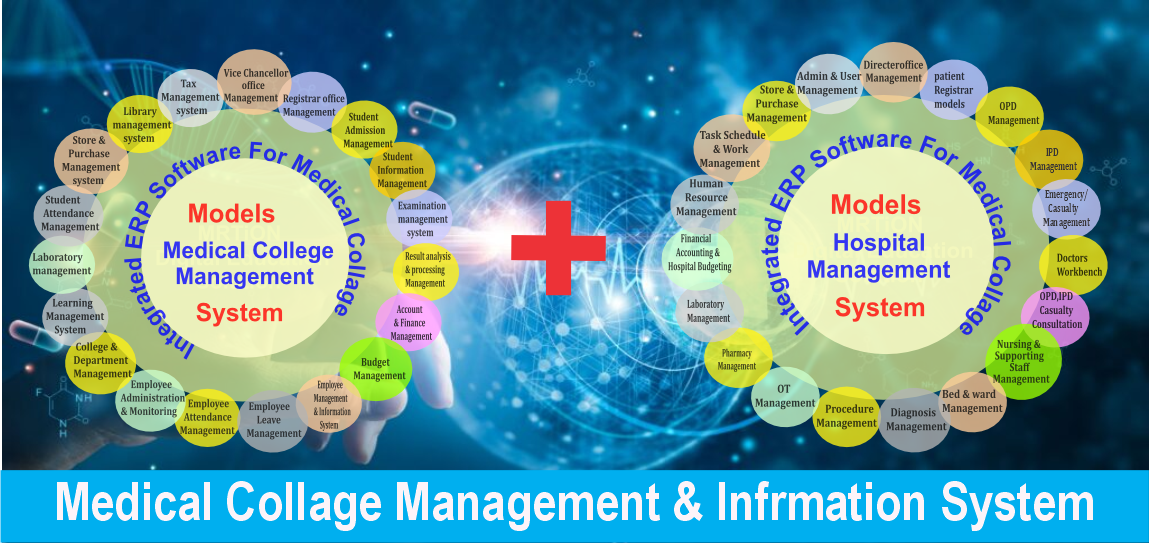 Vice Chancellor
office
Management
Registrar office
Management
Student
Admission
Management
Student
Information
Management
Examination
management
system
Result analysis
& processing
Management
Account
& Finance
Management
Budget
Management
Employee
Management
& Information
System
Employee
Leave
Management
Employee
Attendance
Management
Employee
Administration
& Monitoring
College &
Department
Management
Learning
Management
System
Laboratory
management
Student
Attendance
Management
Store &
Purchase
Management
system
Library
management
system
Tax
Management
system
Integrated ERP Software For Medical Collage
Models
Medical College
Management
System
Directeroffice
Management
patient
Registrar
models
OPD
Management
IPD
Management
Emergency/
Casualty
Management
Doctors
Workbench
OPD,IPD
Casualty
Consultation
Nursing &
Supporting
Staff
Management
Bed & ward
Management
Diagnosis
Management
Procedure
Management
OT
Management
Pharmacy
Management
Laboratory
Management
Financial
Accounting &
Hospital Budgeting
Human
Resource
Management
Task Schedule
& Work
Management
Store &
Purchase
Management
Admin & User
Management
Integrated ERP Software For Medical Collage
Models
Hospital
Management
System
Medical Collage Management & Infrmation System